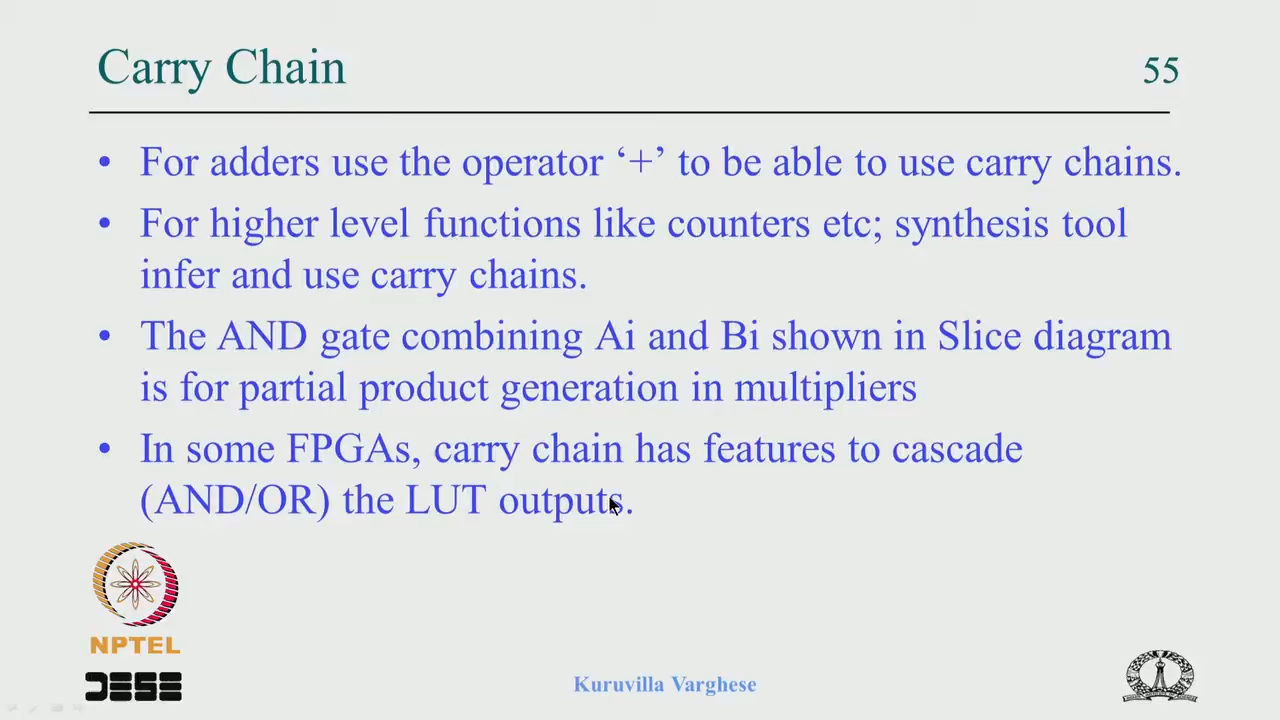 Carry Chain
55
• For adders use the operator ‘+’ to be able to use carry chains.
• For higher level functions like counters etc; synthesis tool
infer and use carry chains.
• The AND gate combining Ai and Bi shown in Slice diagram
is for partial product generation in multipliers
• In some FPGAs, carry chain has features to cascade
(AND/OR) the LUT outputs.
NPTEL
DESE
Kuruvilla Varghese